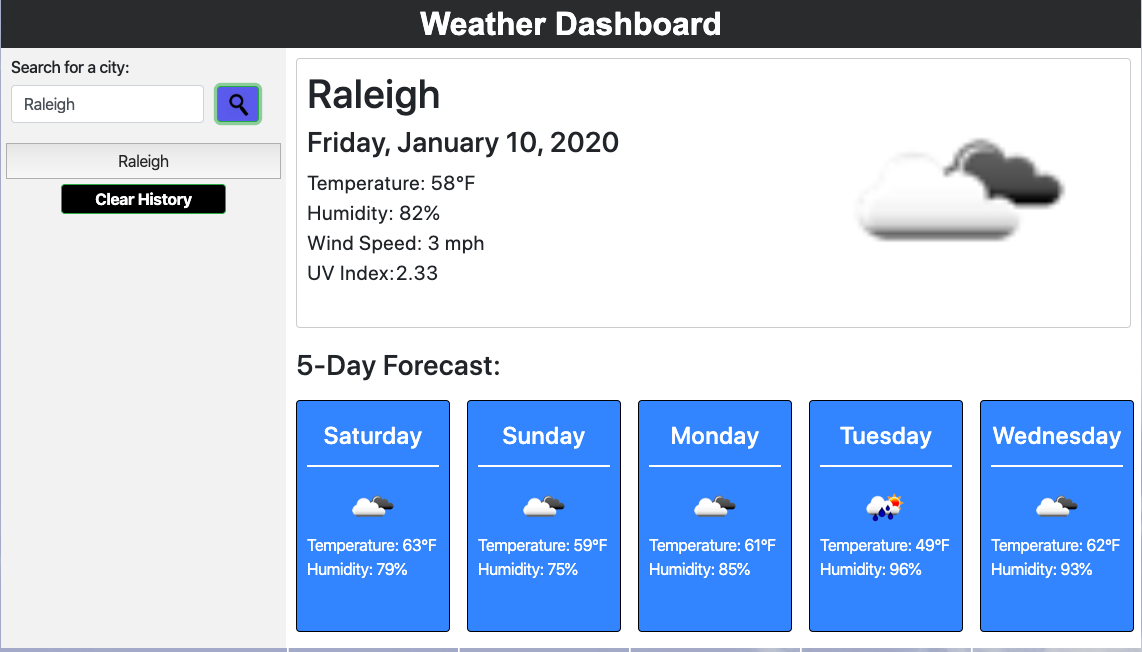 Weather Dashboard
Search for a city:
Raleigh
Raleigh
Clear History
Raleigh
Friday, January 10, 2020
Temperature: 58°F
Humidity: 82%
Wind Speed: 3 mph
UV Index:2.33
5-Day Forecast:
Saturday
Temperature: 63°F
Humidity: 79%
Sunday
Temperature: 59°F
Humidity: 75%
Monday
Temperature: 61°F
Humidity: 85%
Tuesday
Temperature: 49°F
Humidity: 96%
Wednesday
Temperature: 62°F
Humidity: 93%